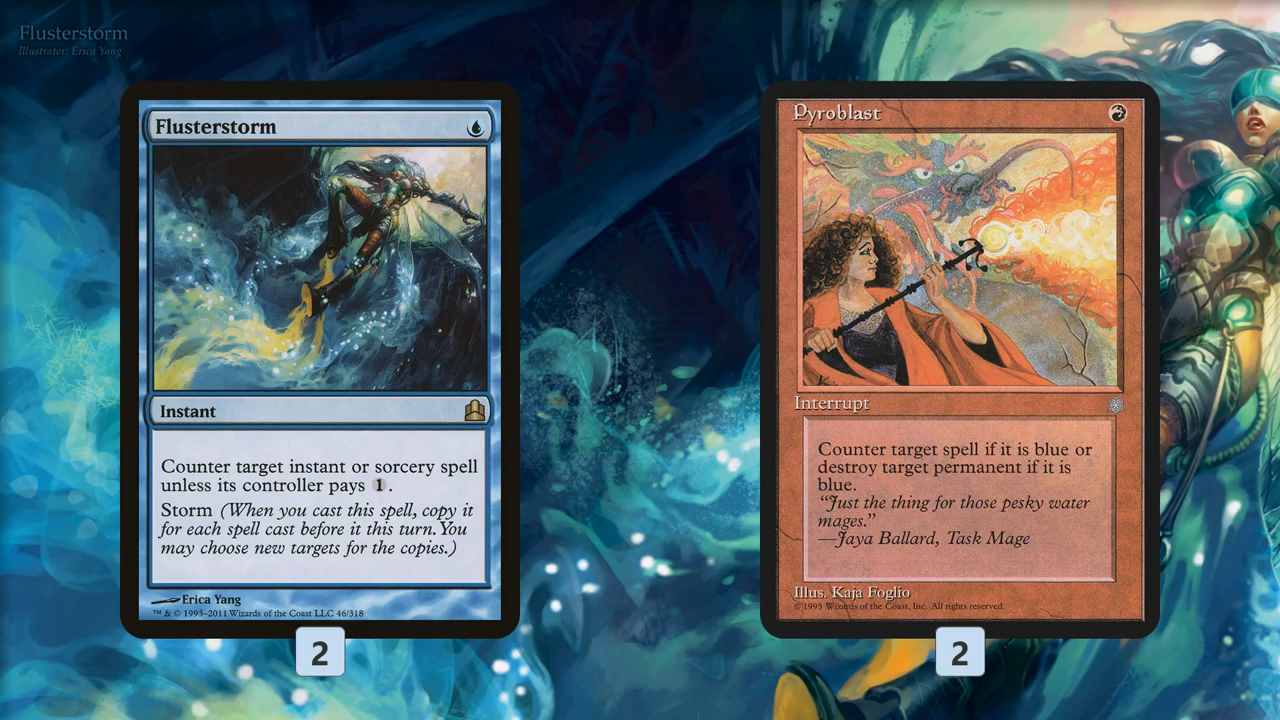 Flusterstorm
Illustrator: Erica Yang
Flusterstorm
Instant
Counter target instant or sorcery spell
unless its controller pays 1.
Storm (When you cast this spell, copy it
for each spell cast before it this turn. You
may choose new targets for the copies.)
Erica Yang
™ & © 1993–2011 Wizards of the Coast LLC 46/318
2
Pyroblast
Interrupt
Counter target spell if it is blue or
destroy target permanent if it is
blue.
“Just the thing for those pesky water
mages.”
—Jaya Ballard, Task Mage
Illus. Kaja Foglio
©1995 Wizards of the Coast, Inc. All rights reserved.
2